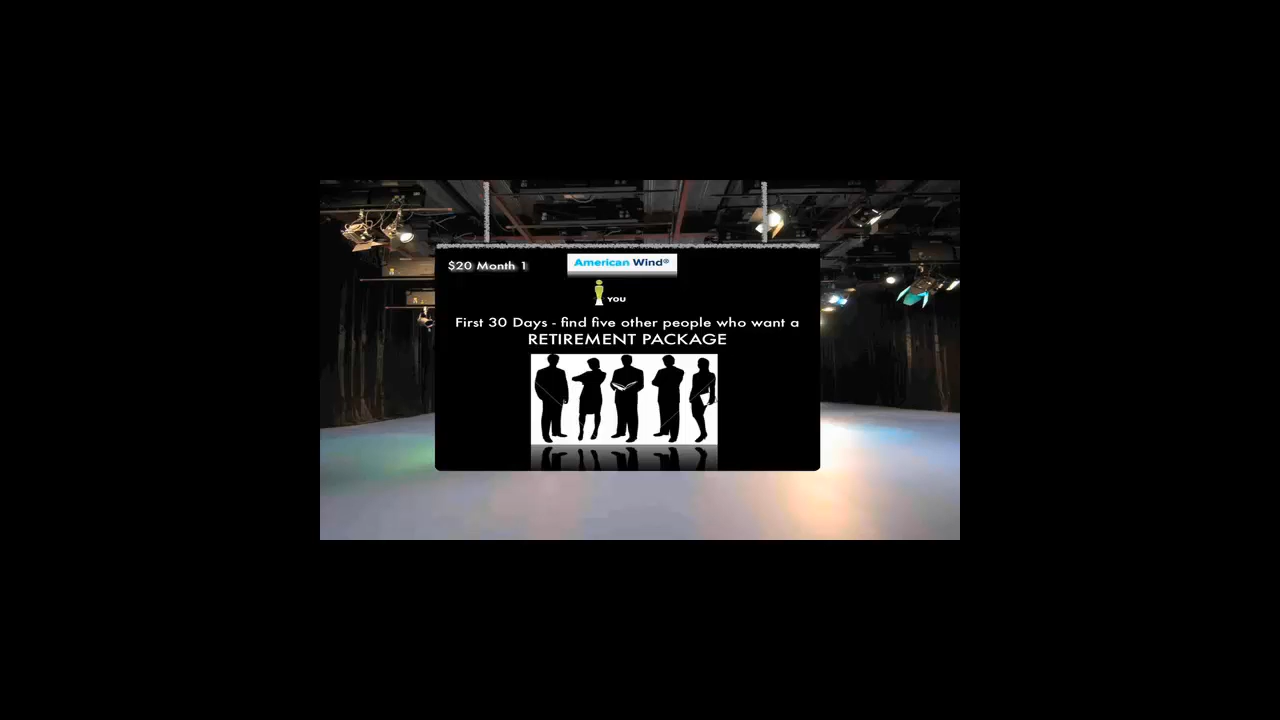 $20 Month 1
American Wind®
YOU
First 30 Days - find five other people who want a
RETIREMENT PACKAGE